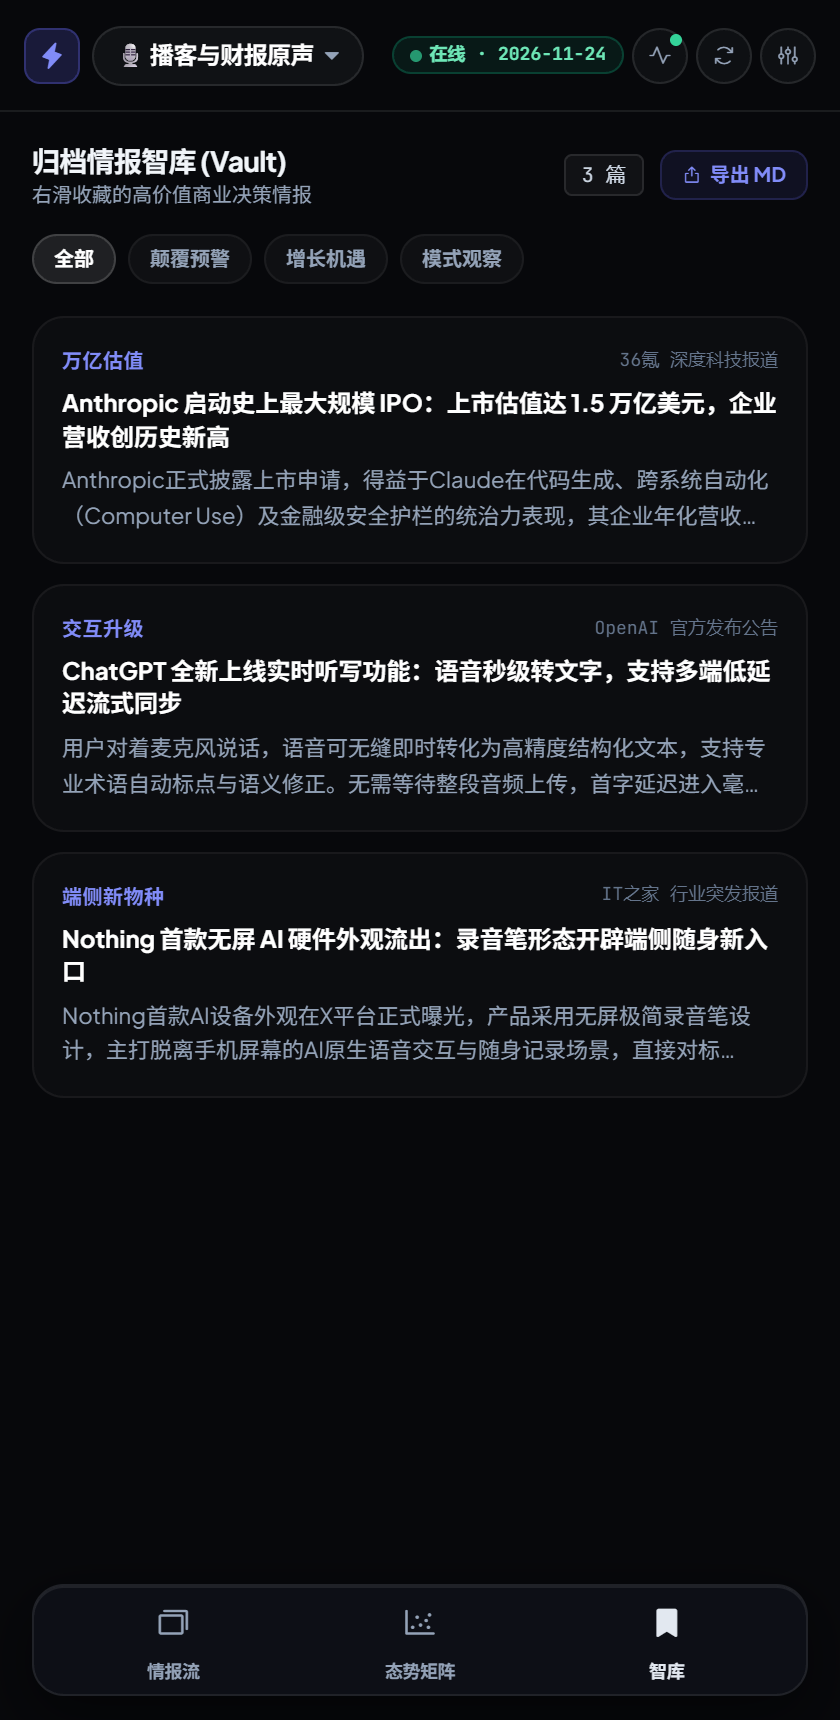 播客与财报原声
在线 · 2026-11-24
归档情报智库 (Vault)
右滑收藏的高价值商业决策情报
3 篇
导出 MD
全部
颠覆预警
增长机遇
模式观察
万亿估值
36氪 深度科技报道
Anthropic 启动史上最大规模 IPO：上市估值达 1.5 万亿美元，企业
营收创历史新高
Anthropic正式披露上市申请，得益于Claude在代码生成、跨系统自动化
（Computer Use）及金融级安全护栏的统治力表现，其企业年化营收...
交互升级
OpenAI 官方发布公告
ChatGPT 全新上线实时听写功能：语音秒级转文字，支持多端低延
迟流式同步
用户对着麦克风说话，语音可无缝即时转化为高精度结构化文本，支持专
业术语自动标点与语义修正。无需等待整段音频上传，首字延迟进入毫...
端侧新物种
IT之家 行业突发报道
Nothing 首款无屏 AI 硬件外观流出：录音笔形态开辟端侧随身新入
口
Nothing首款AI设备外观在X平台正式曝光，产品采用无屏极简录音笔设
计，主打脱离手机屏幕的AI原生语音交互与随身记录场景，直接对标...
情报流
态势矩阵
智库